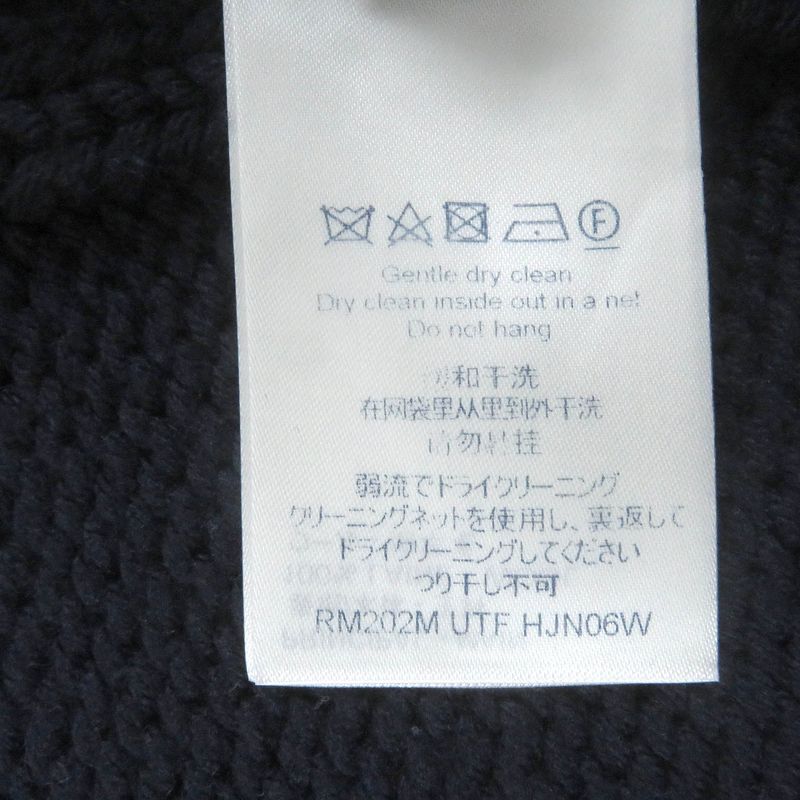 F
Gentle dry clean
Dry clean inside out in a net
Do not hang
和干洗
在网袋里从里到外干洗
请勿悬挂
弱流でドライクリーニング
クリーニングネットを使用し、裏返して
ドライクリーニングしてください
つり干し不可
RM202M UTF HJN06W